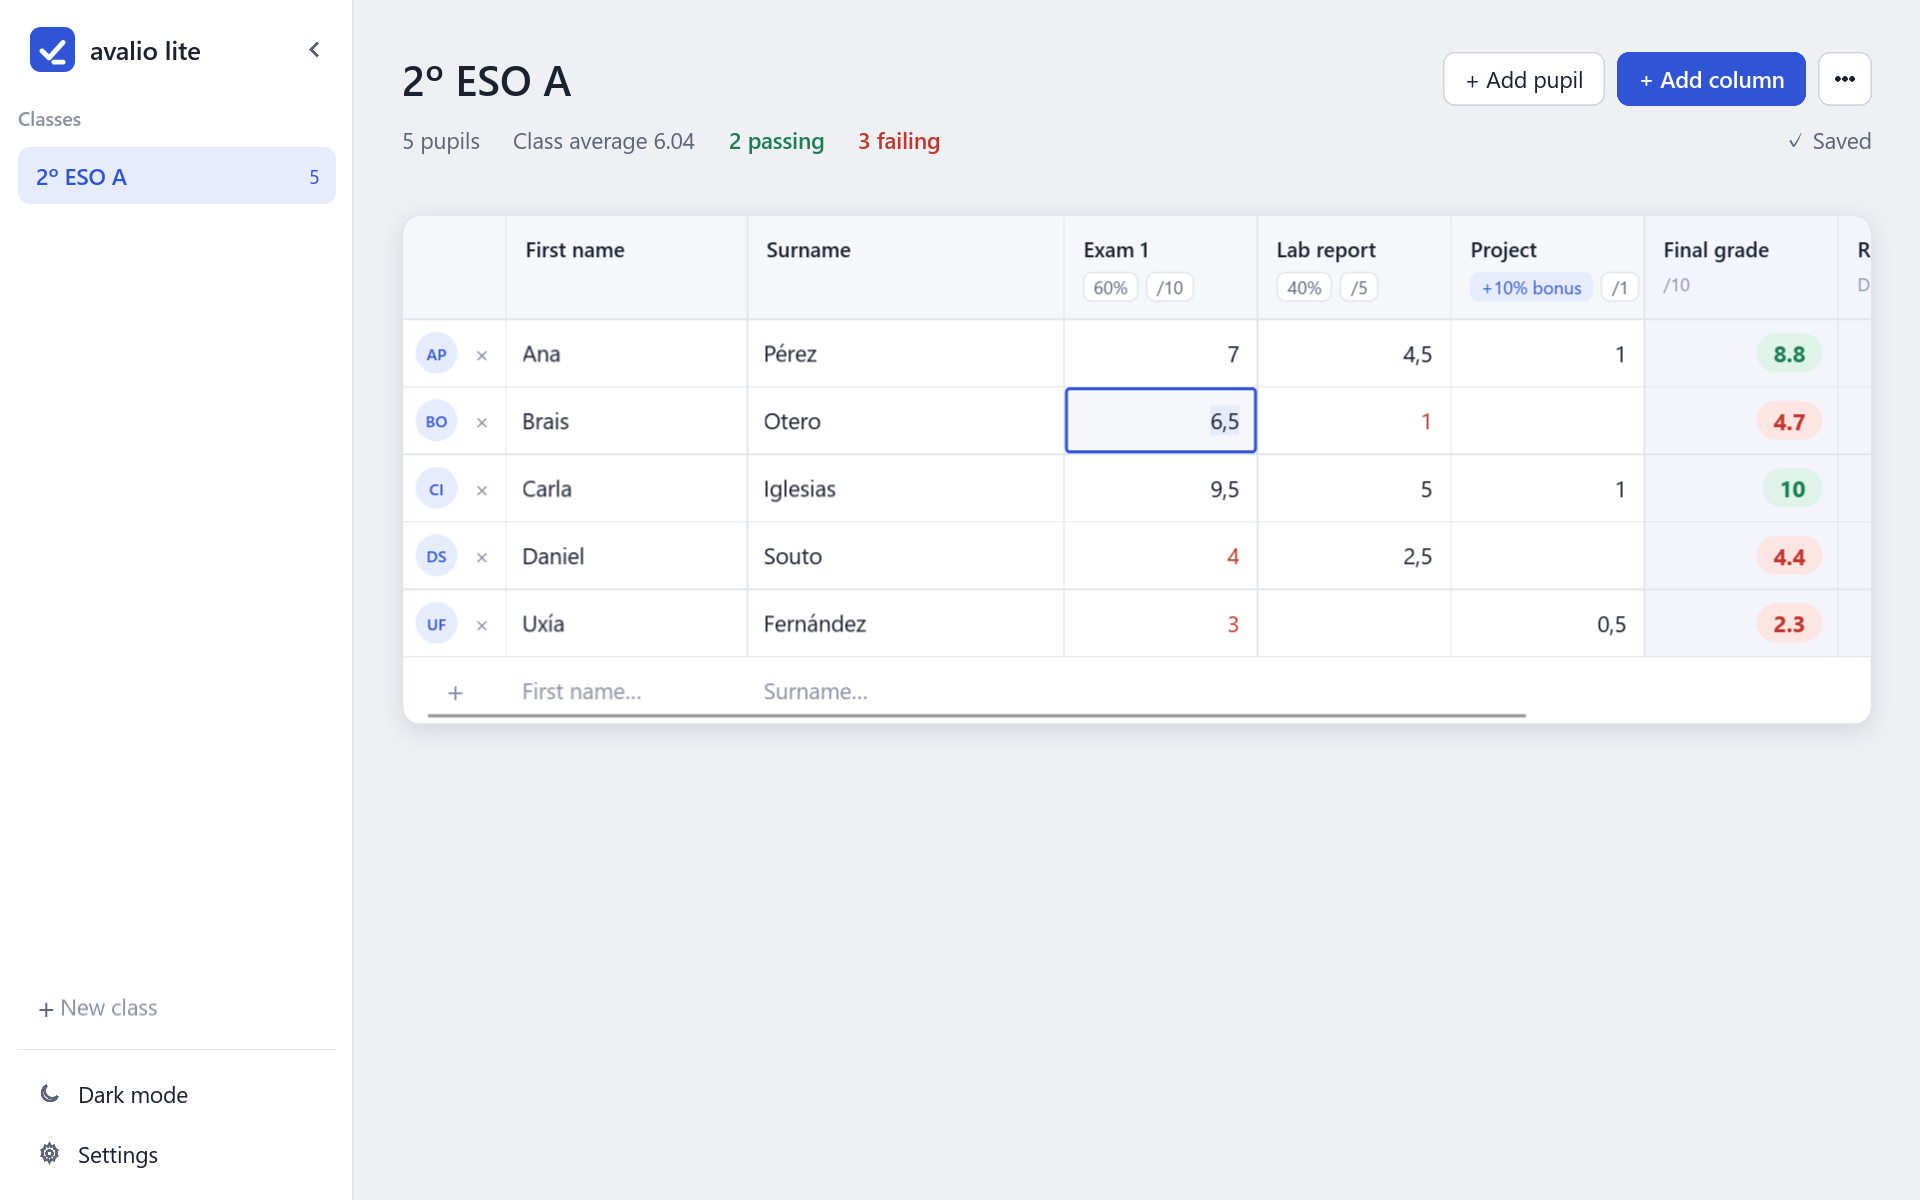 avalio lite
Classes
2º ESO A 5
+ New class
Dark mode
Settings
2º ESO A
+ Add pupil
+ Add column
•••
5 pupils Class average 6.04 2 passing 3 failing
✓ Saved
First name Surname Exam 1 Lab report Project Final grade R
60% /10 40% /5 +10% bonus /1 /10 D
AP × Ana Pérez 7 4,5 1 8.8
BO × Brais Otero 6,5 1 4.7
CI × Carla Iglesias 9,5 5 1 10
DS × Daniel Souto 4 2,5 4.4
UF × Uxía Fernández 3 0,5 2.3
+ First name... Surname...